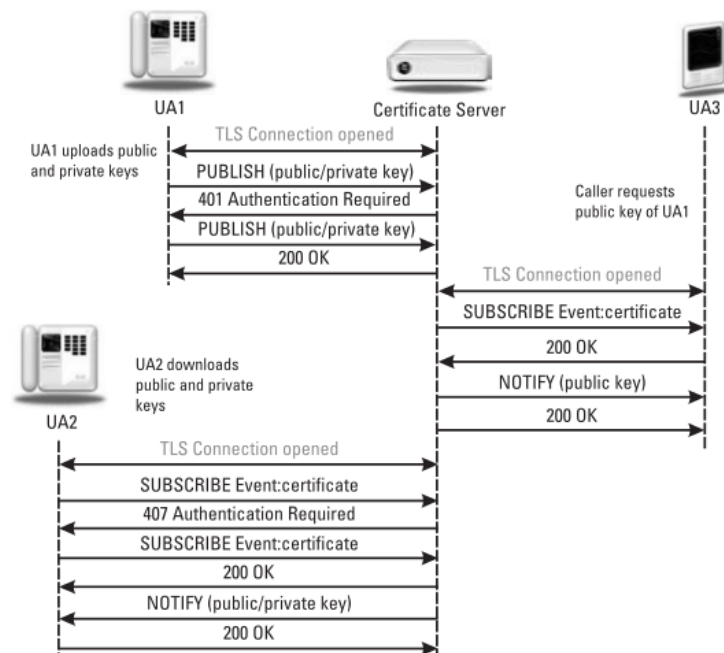 UA1
Certificate Server
UA3
UA1 uploads public
and private keys
TLS Connection opened
PUBLISH (public/private key)
401 Authentication Required
PUBLISH (public/private key)
200 OK
Caller requests
public key of UA1
TLS Connection opened
SUBSCRIBE Event:certificate
200 OK
NOTIFY (public key)
200 OK
UA2 downloads
public and private
keys
UA2
TLS Connection opened
SUBSCRIBE Event:certificate
407 Authentication Required
SUBSCRIBE Event:certificate
200 OK
NOTIFY (public/private key)
200 OK